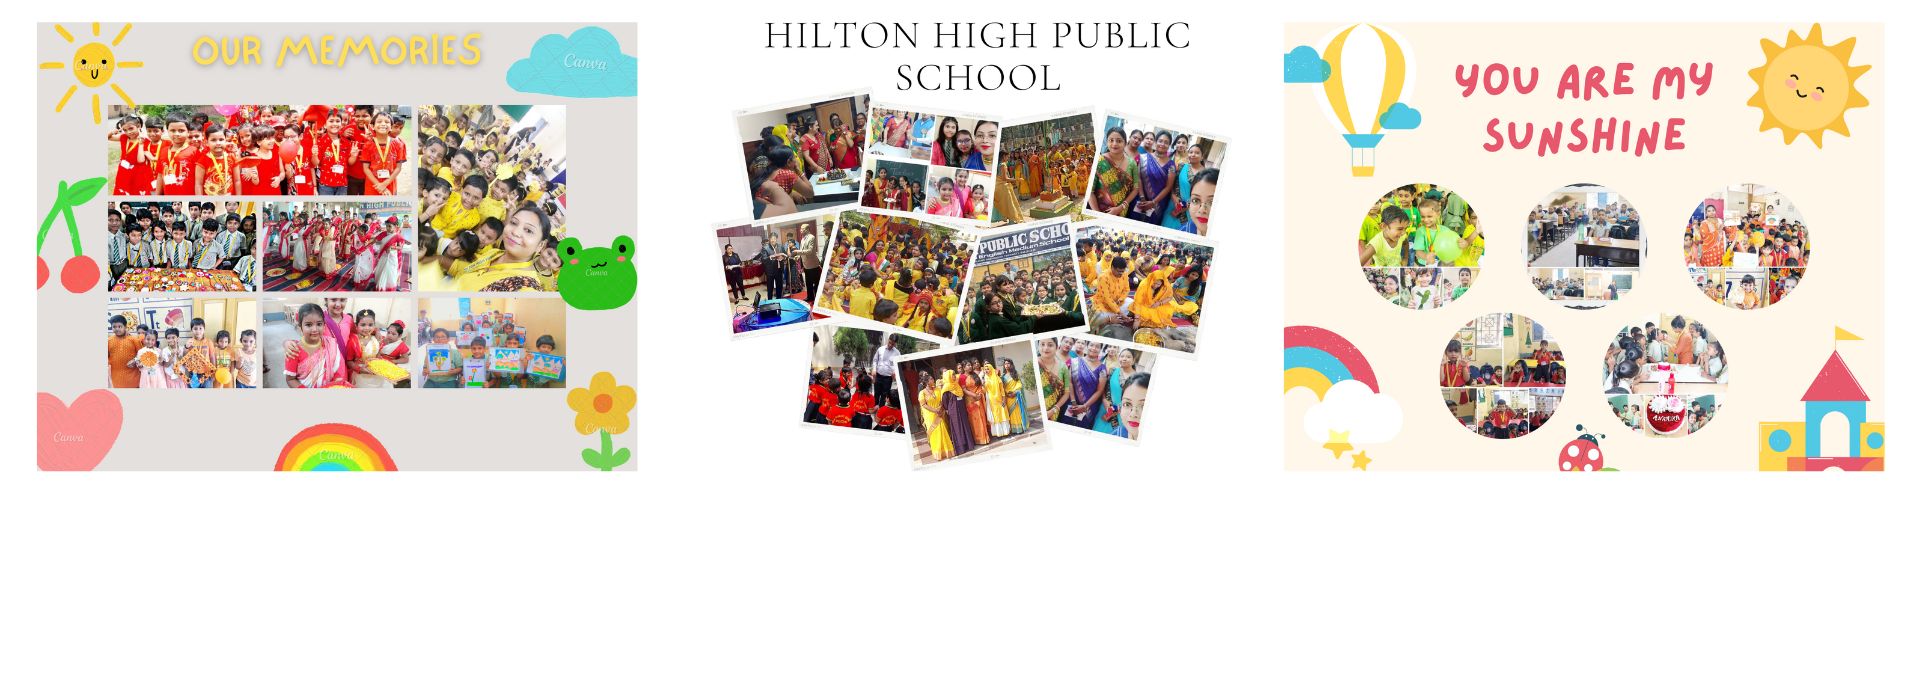 OUR MEMORIES
Canva
Canva
Canva
Canva
Canva
HIGH PUBLIC
HILTON HIGH PUBLIC
SCHOOL
PUBLIC SCHO
English Medium School
YOU ARE MY
SUNSHINE